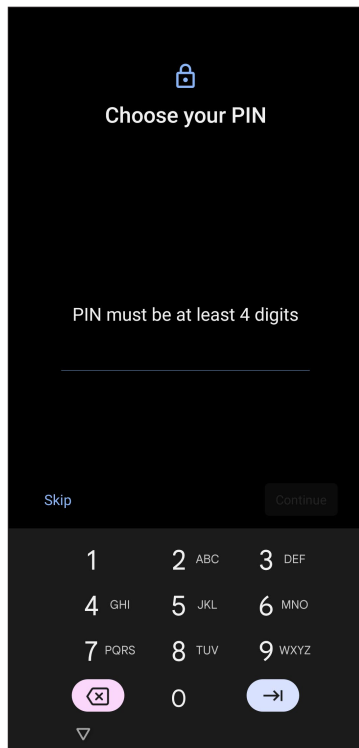 Choose your PIN
PIN must be at least 4 digits
Skip Continue
1 2 ABC 3 DEF
4 GHI 5 JKL 6 MNO
7 PQRS 8 TUV 9 WXYZ
0